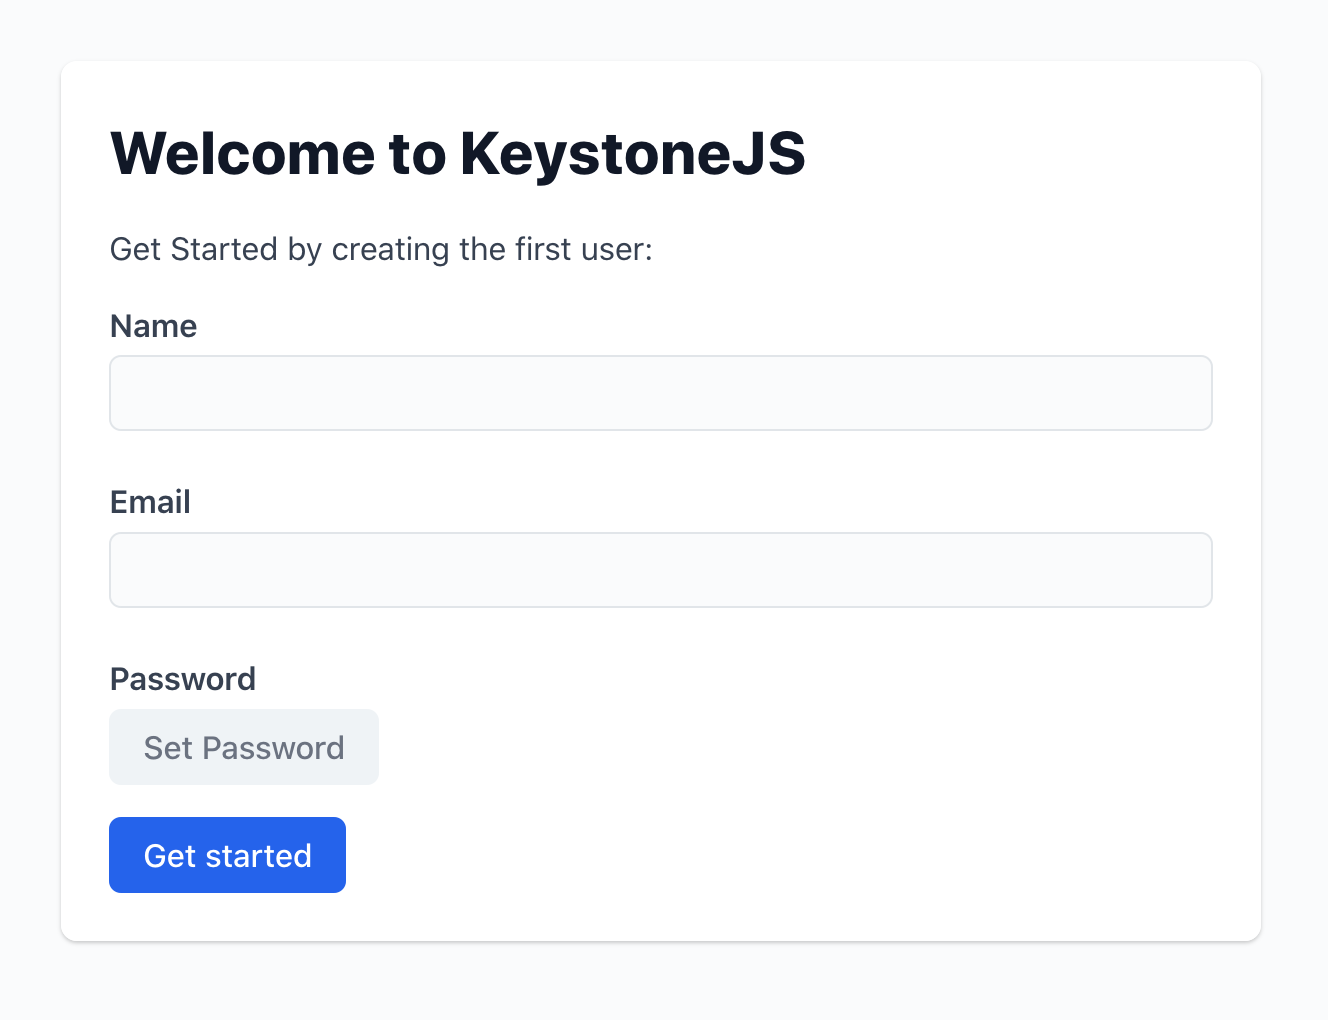 Welcome to KeystoneJS
Get Started by creating the first user:
Name
Email
Password
Set Password
Get started